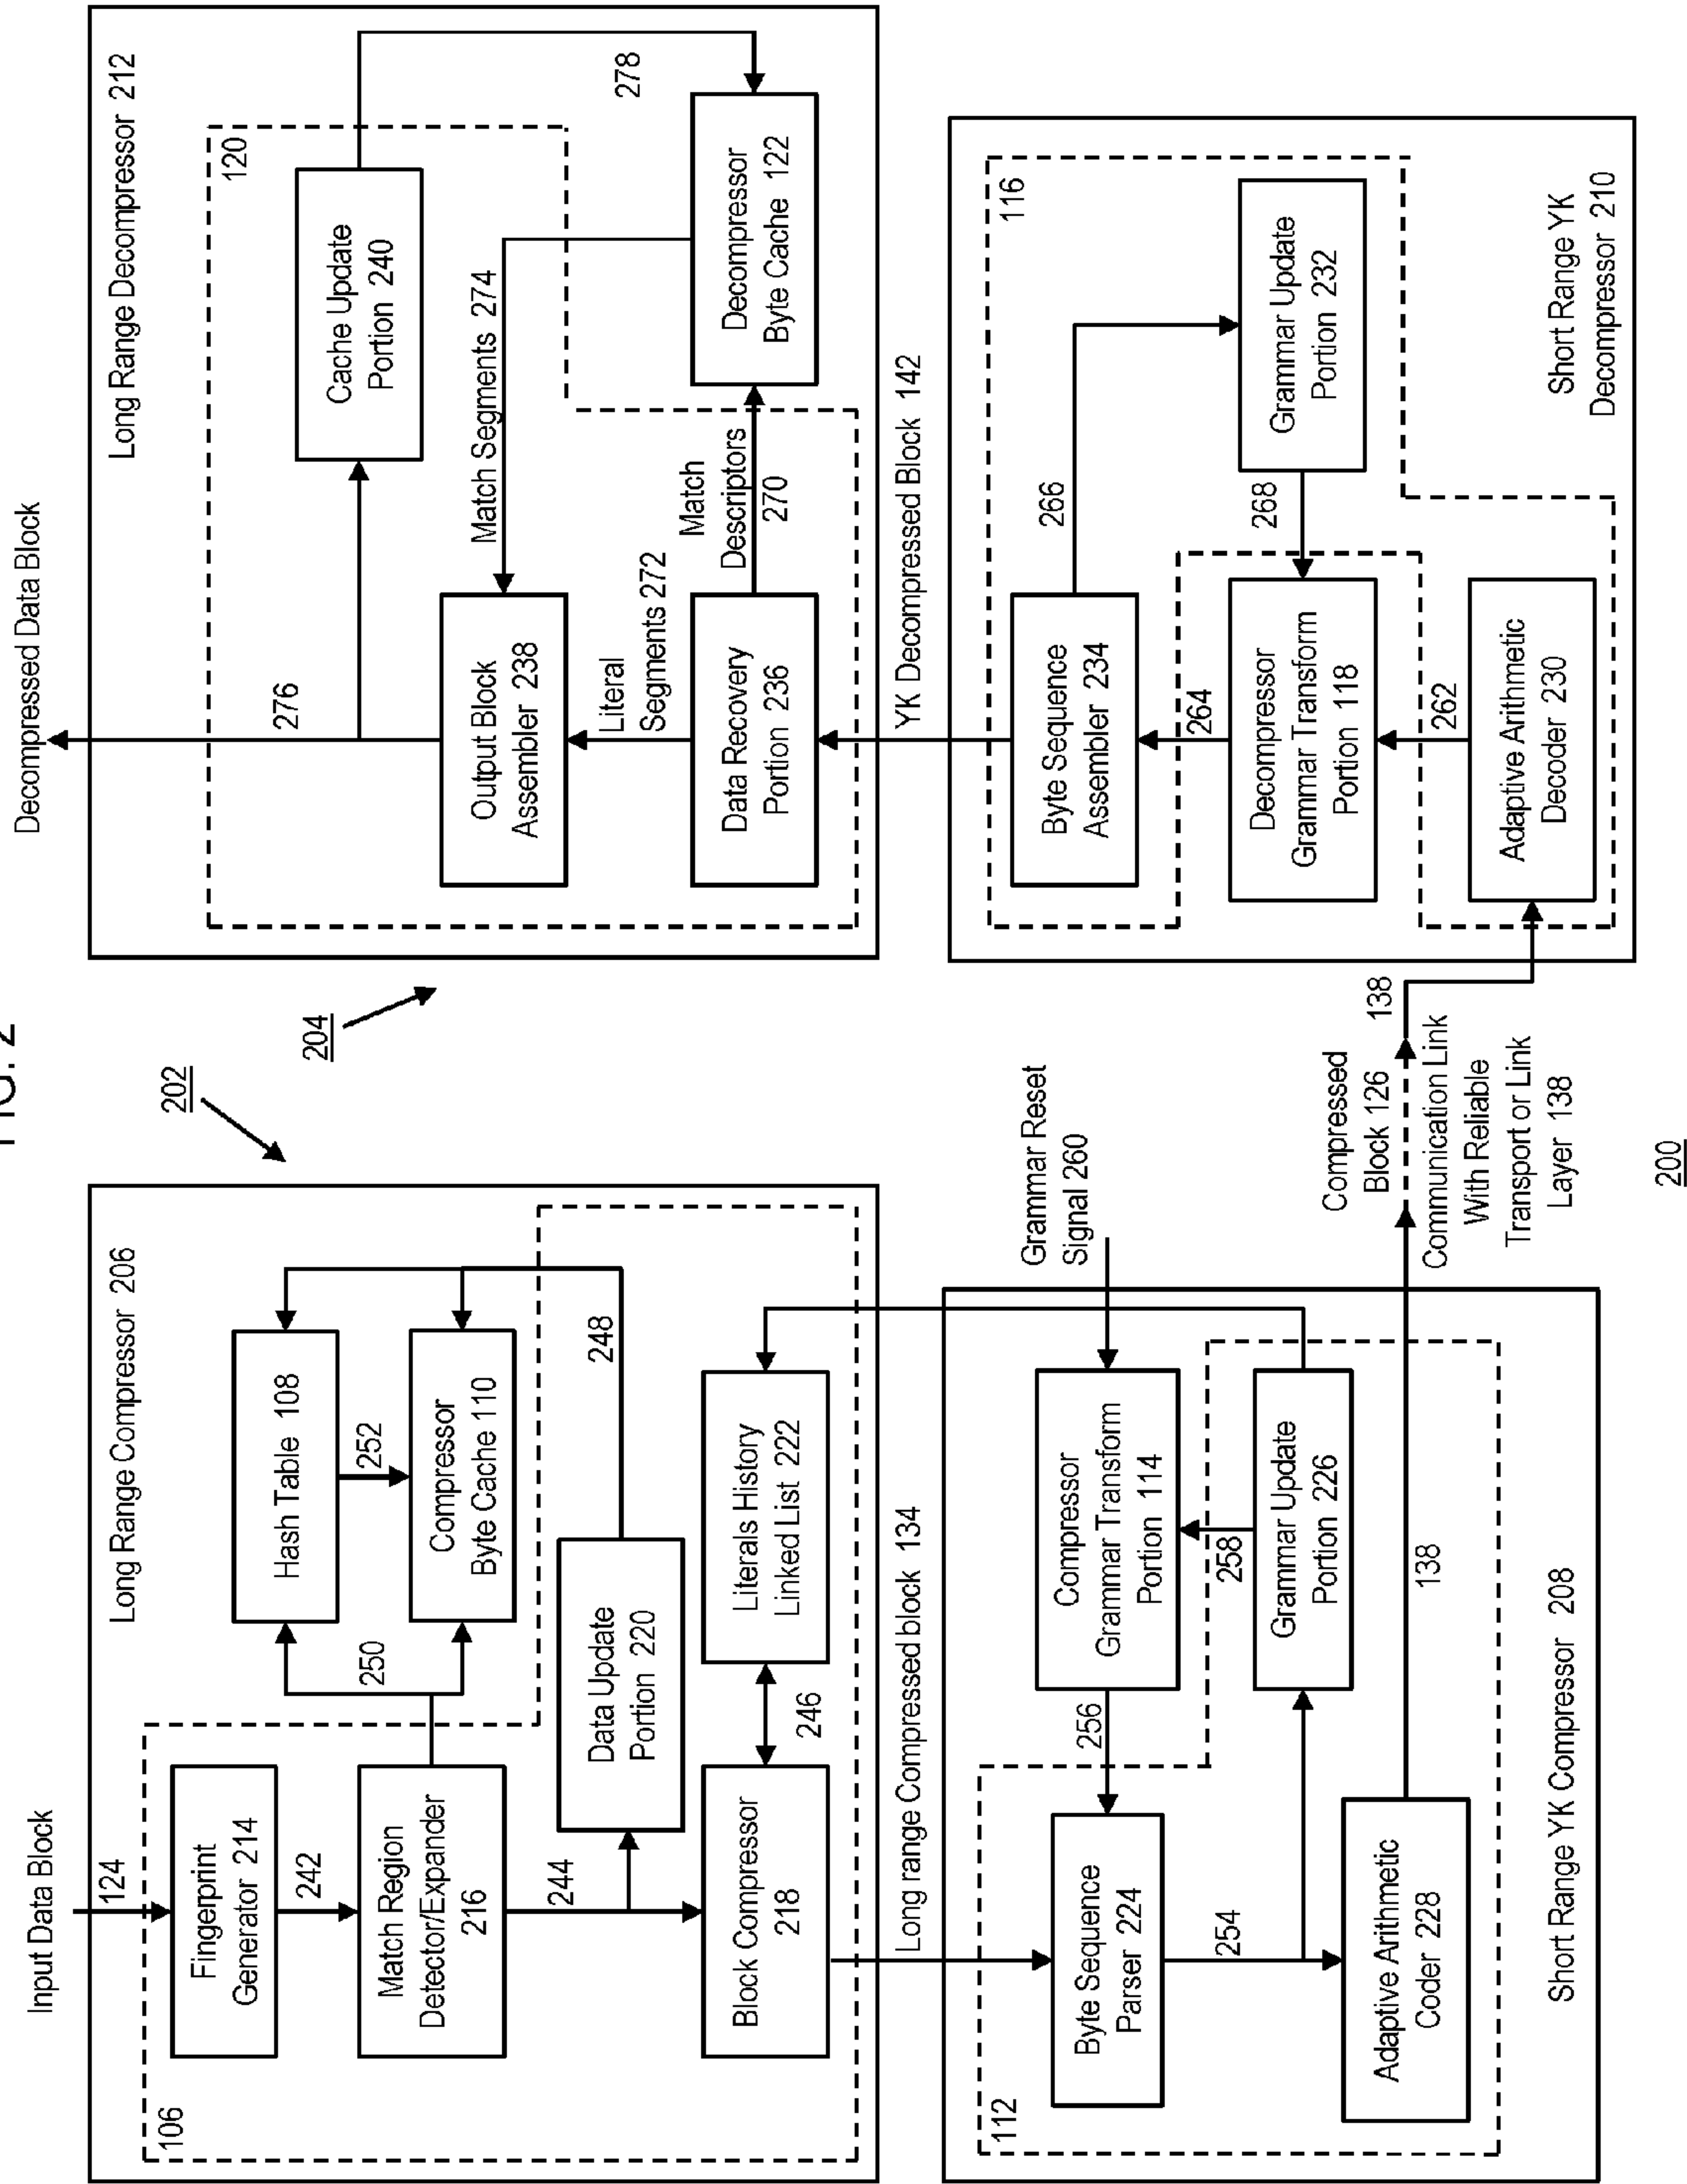 FIG. 2
Input Data Block
124
Long Range Compressor 206
106
Fingerprint
Generator 214
242
Match Region
Detector/Expander
216
250
Hash Table 108
252
Compressor
Byte Cache 110
244
Data Update
Portion 220
248
Block Compressor
218
246
Literals History
Linked List 222
Long range Compressed block 134
202
Grammar Reset
Signal 260
112
Byte Sequence
Parser 224
256
Compressor
Grammar Transform
Portion 114
254
258
Grammar Update
Portion 226
Adaptive Arithmetic
Coder 228
138
Short Range YK Compressor 208
Compressed
Block 126
138
Communication Link
With Reliable
Transport or Link
Layer 138
Decompressed Data Block
204
Long Range Decompressor 212
120
276
Cache Update
Portion 240
278
Output Block
Assembler 238
Match Segments 274
Literal
Segments 272
Match
Descriptors
270
Data Recovery
Portion 236
Decompressor
Byte Cache 122
YK Decompressed Block 142
116
Byte Sequence
Assembler 234
266
264
Decompressor
Grammar Transform
Portion 118
268
Grammar Update
Portion 232
262
Adaptive Arithmetic
Decoder 230
Short Range YK
Decompressor 210
200